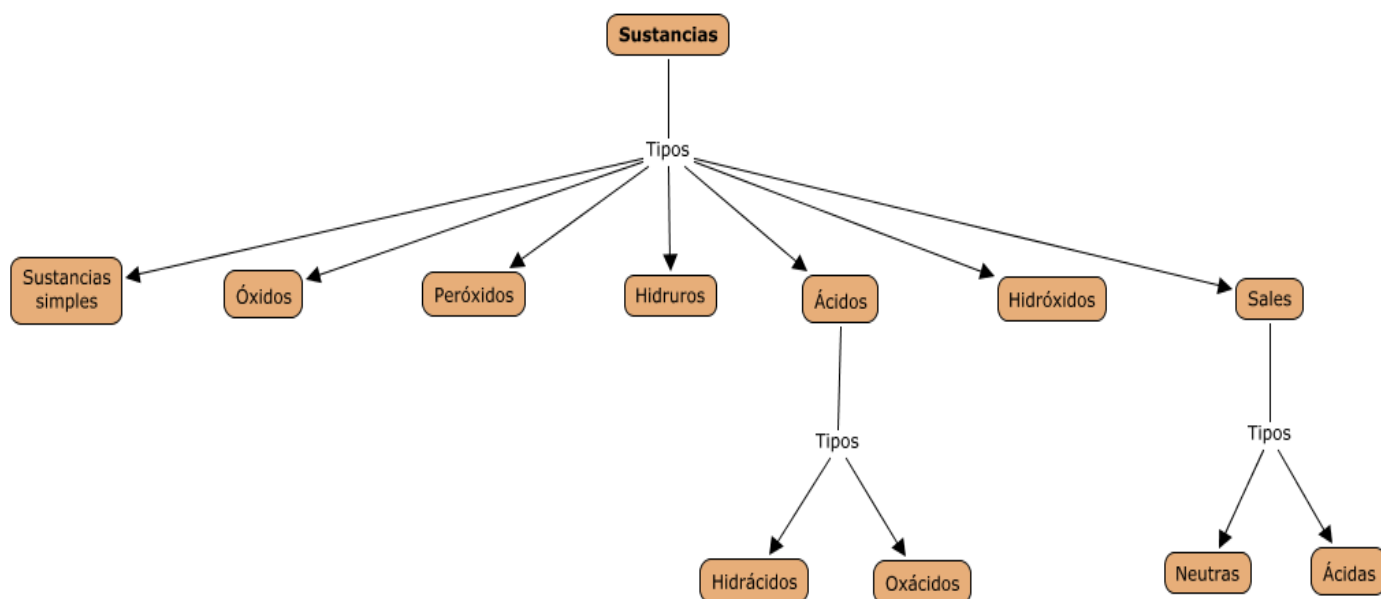 Sustancias
Tipos
Sustancias
simples
Óxidos
Peróxidos
Hidruros
Ácidos
Hidróxidos
Sales
Tipos
Tipos
Hidrácidos
Oxácidos
Neutras
Ácidas